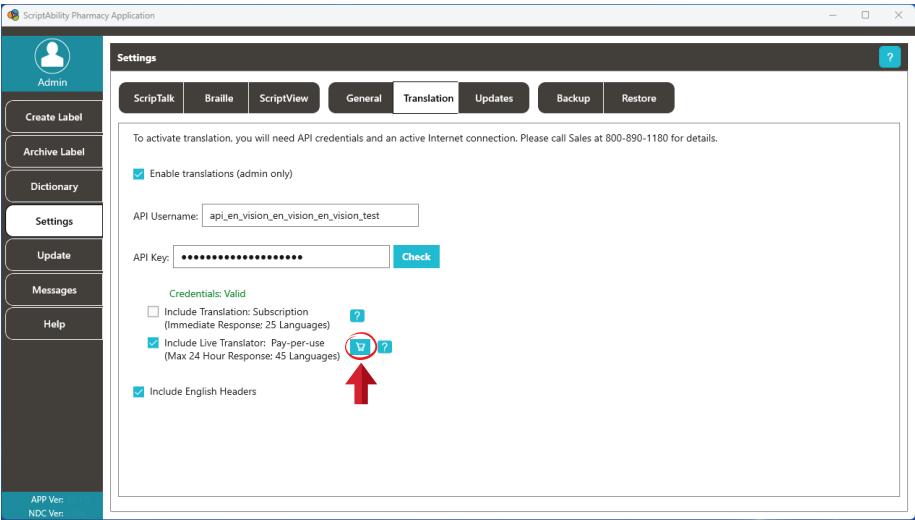 ScriptAbility Pharmacy Application
Admin
Create Label
Archive Label
Dictionary
Settings
Update
Messages
Help
APP Ver:
NDC Ver:
Settings
?
ScripTalk Braille ScriptView General Translation Updates Backup Restore
To activate translation, you will need API credentials and an active Internet connection. Please call Sales at 800-890-1180 for details.
Enable translations (admin only)
API Username: api_en_vision_en_vision_en_vision_test
API Key: ●●●●●●●●●●●●●●●●●●●● Check
Credentials: Valid
Include Translation: Subscription
(Immediate Response; 25 Languages) ?
Include Live Translator: Pay-per-use
(Max 24 Hour Response; 45 Languages) ?
Include English Headers